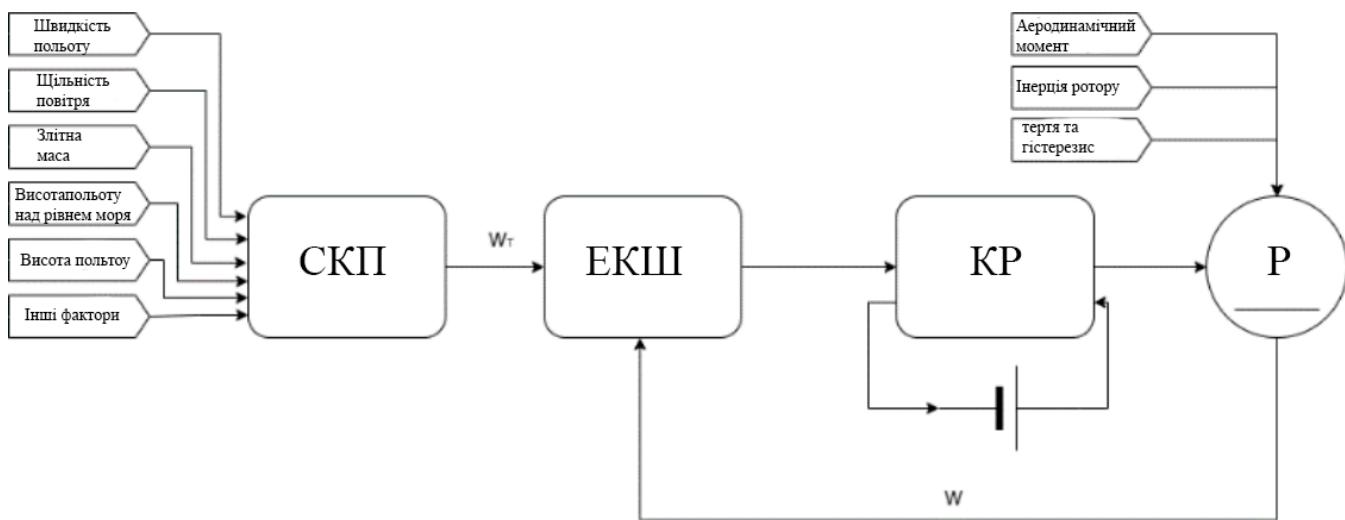 Швидкість
польоту
Щільність
повітря
Злітна
маса
Висотапольоту
над рівнем моря
Висота польтоу
Інші фактори
СКП
Wт
ЕКШ
КР
Аеродинамічний
момент
Інерція ротору
тертя та
гістерезис
Р
W